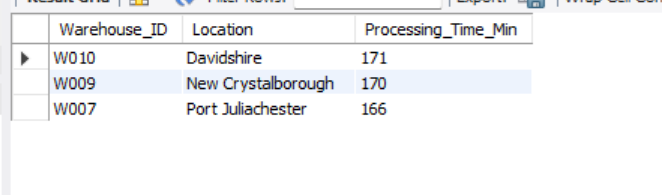 Result Grid Filter Rows: Export: Wrap Cell Con
Warehouse_ID Location Processing_Time_Min
W010 Davidshire 171
W009 New Crystalborough 170
W007 Port Juliachester 166